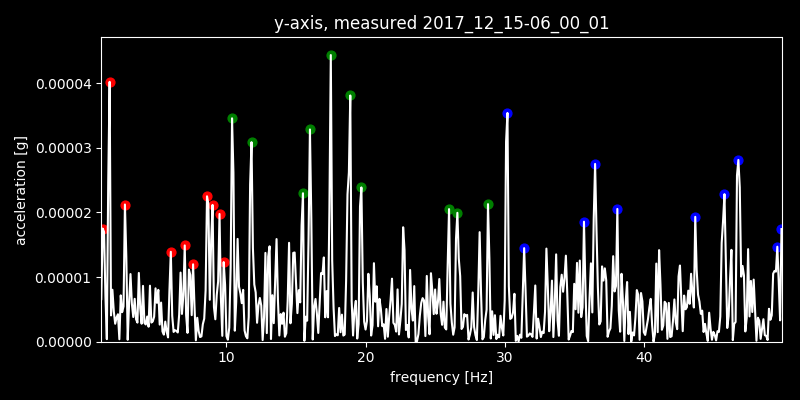 y-axis, measured 2017_12_15-06_00_01
acceleration [g]
0.00004
0.00003
0.00002
0.00001
0.00000
10 20 30 40
frequency [Hz]